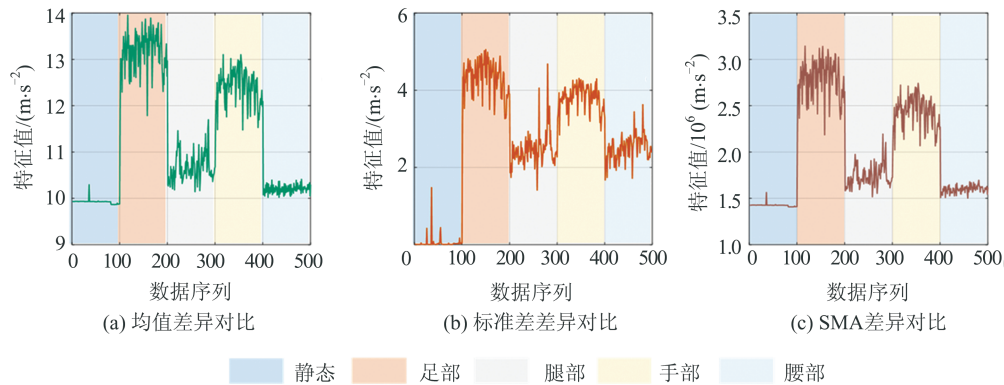 14
13
12
11
10
9
特征值/(m·s⁻²)
0 100 200 300 400 500
数据序列
(a) 均值差异对比
6
4
2
特征值/(m·s⁻²)
0 100 200 300 400 500
数据序列
(b) 标准差差异对比
3.5
3.0
2.5
2.0
1.5
1.0
特征值/10⁶ (m·s⁻²)
0 100 200 300 400 500
数据序列
(c) SMA差异对比
静态 足部 腿部 手部 腰部